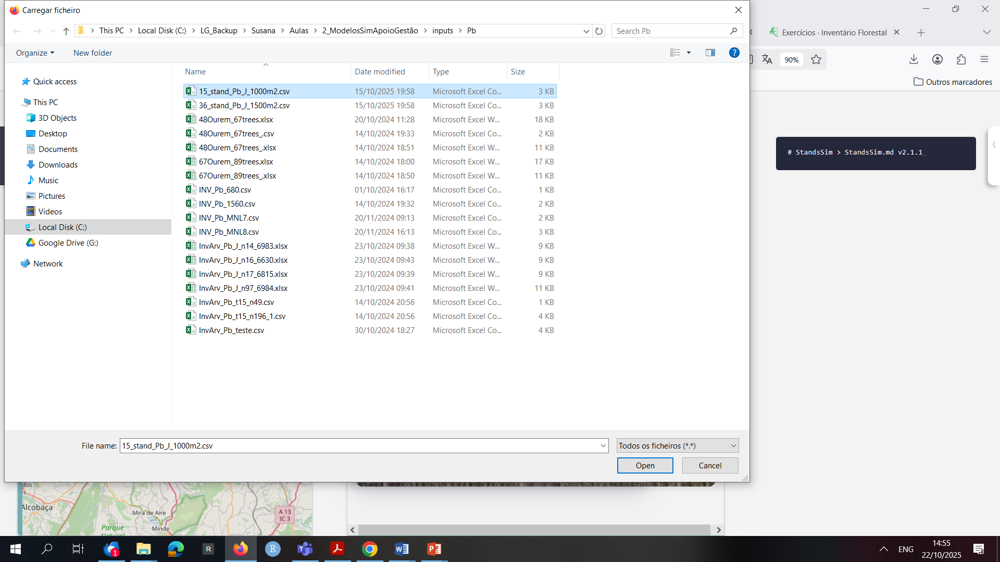 Carregar ficheiro
This PC > Local Disk (C:) > LG_Backup > Susana > Aulas > 2_ModelosSimApoioGestão > inputs > Pb
Search Pb
Exercícios · Inventário Florestal
Organize
New folder
90%
Outros marcadores
Name Date modified Type Size
Quick access
This PC
3D Objects
Desktop
Documents
Downloads
Music
Pictures
Videos
Local Disk (C:)
Google Drive (G:)
Network
15_stand_Pb_J_1000m2.csv 15/10/2025 19:58 Microsoft Excel Co... 3 KB
36_stand_Pb_J_1500m2.csv 15/10/2025 19:58 Microsoft Excel Co... 3 KB
48Ourem_67trees.xlsx 20/10/2024 11:28 Microsoft Excel W... 18 KB
48Ourem_67trees_.csv 14/10/2024 19:33 Microsoft Excel Co... 2 KB
48Ourem_67trees_.xlsx 14/10/2024 18:51 Microsoft Excel W... 11 KB
67Ourem_89trees.xlsx 14/10/2024 18:00 Microsoft Excel W... 17 KB
67Ourem_89trees_.xlsx 14/10/2024 18:50 Microsoft Excel W... 11 KB
INV_Pb_680.csv 01/10/2024 16:17 Microsoft Excel Co... 1 KB
INV_Pb_1560.csv 14/10/2024 19:32 Microsoft Excel Co... 2 KB
INV_Pb_MNL7.csv 20/11/2024 09:13 Microsoft Excel Co... 2 KB
INV_Pb_MNL8.csv 20/11/2024 16:13 Microsoft Excel Co... 3 KB
InvArv_Pb_J_n14_6983.xlsx 23/10/2024 09:38 Microsoft Excel W... 9 KB
InvArv_Pb_J_n16_6630.xlsx 23/10/2024 09:43 Microsoft Excel W... 9 KB
InvArv_Pb_J_n17_6815.xlsx 23/10/2024 09:39 Microsoft Excel W... 9 KB
InvArv_Pb_J_n97_6984.xlsx 23/10/2024 09:41 Microsoft Excel W... 11 KB
InvArv_Pb_t15_n49.csv 14/10/2024 20:56 Microsoft Excel Co... 1 KB
InvArv_Pb_t15_n196_1.csv 14/10/2024 20:56 Microsoft Excel Co... 4 KB
InvArv_Pb_teste.csv 30/10/2024 18:27 Microsoft Excel Co... 4 KB
# StandsSim > StandsSim.md v2.1.1_
File name: 15_stand_Pb_J_1000m2.csv
Todos os ficheiros (*.*)
Open
Cancel
dos
Alcobaça
Mira de Aire
A 13
IC 3
Parque
Minde
ENG
14:55
22/10/2025